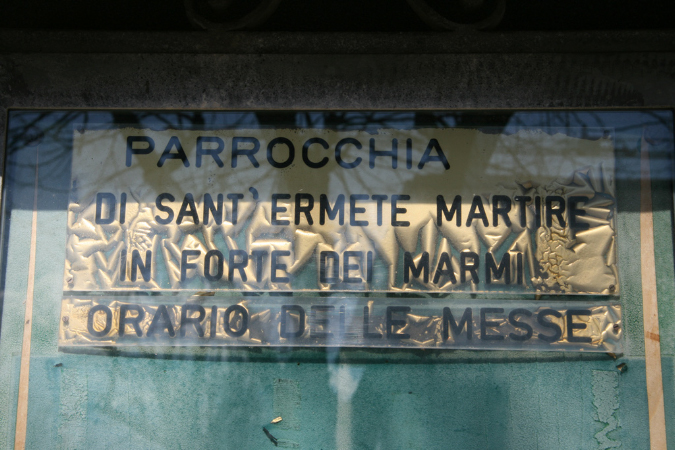 PARROCCHIA
DI SANT'ERMETE MARTIRE
IN FORTE DEI MARMI
ORARIO DELLE MESSE